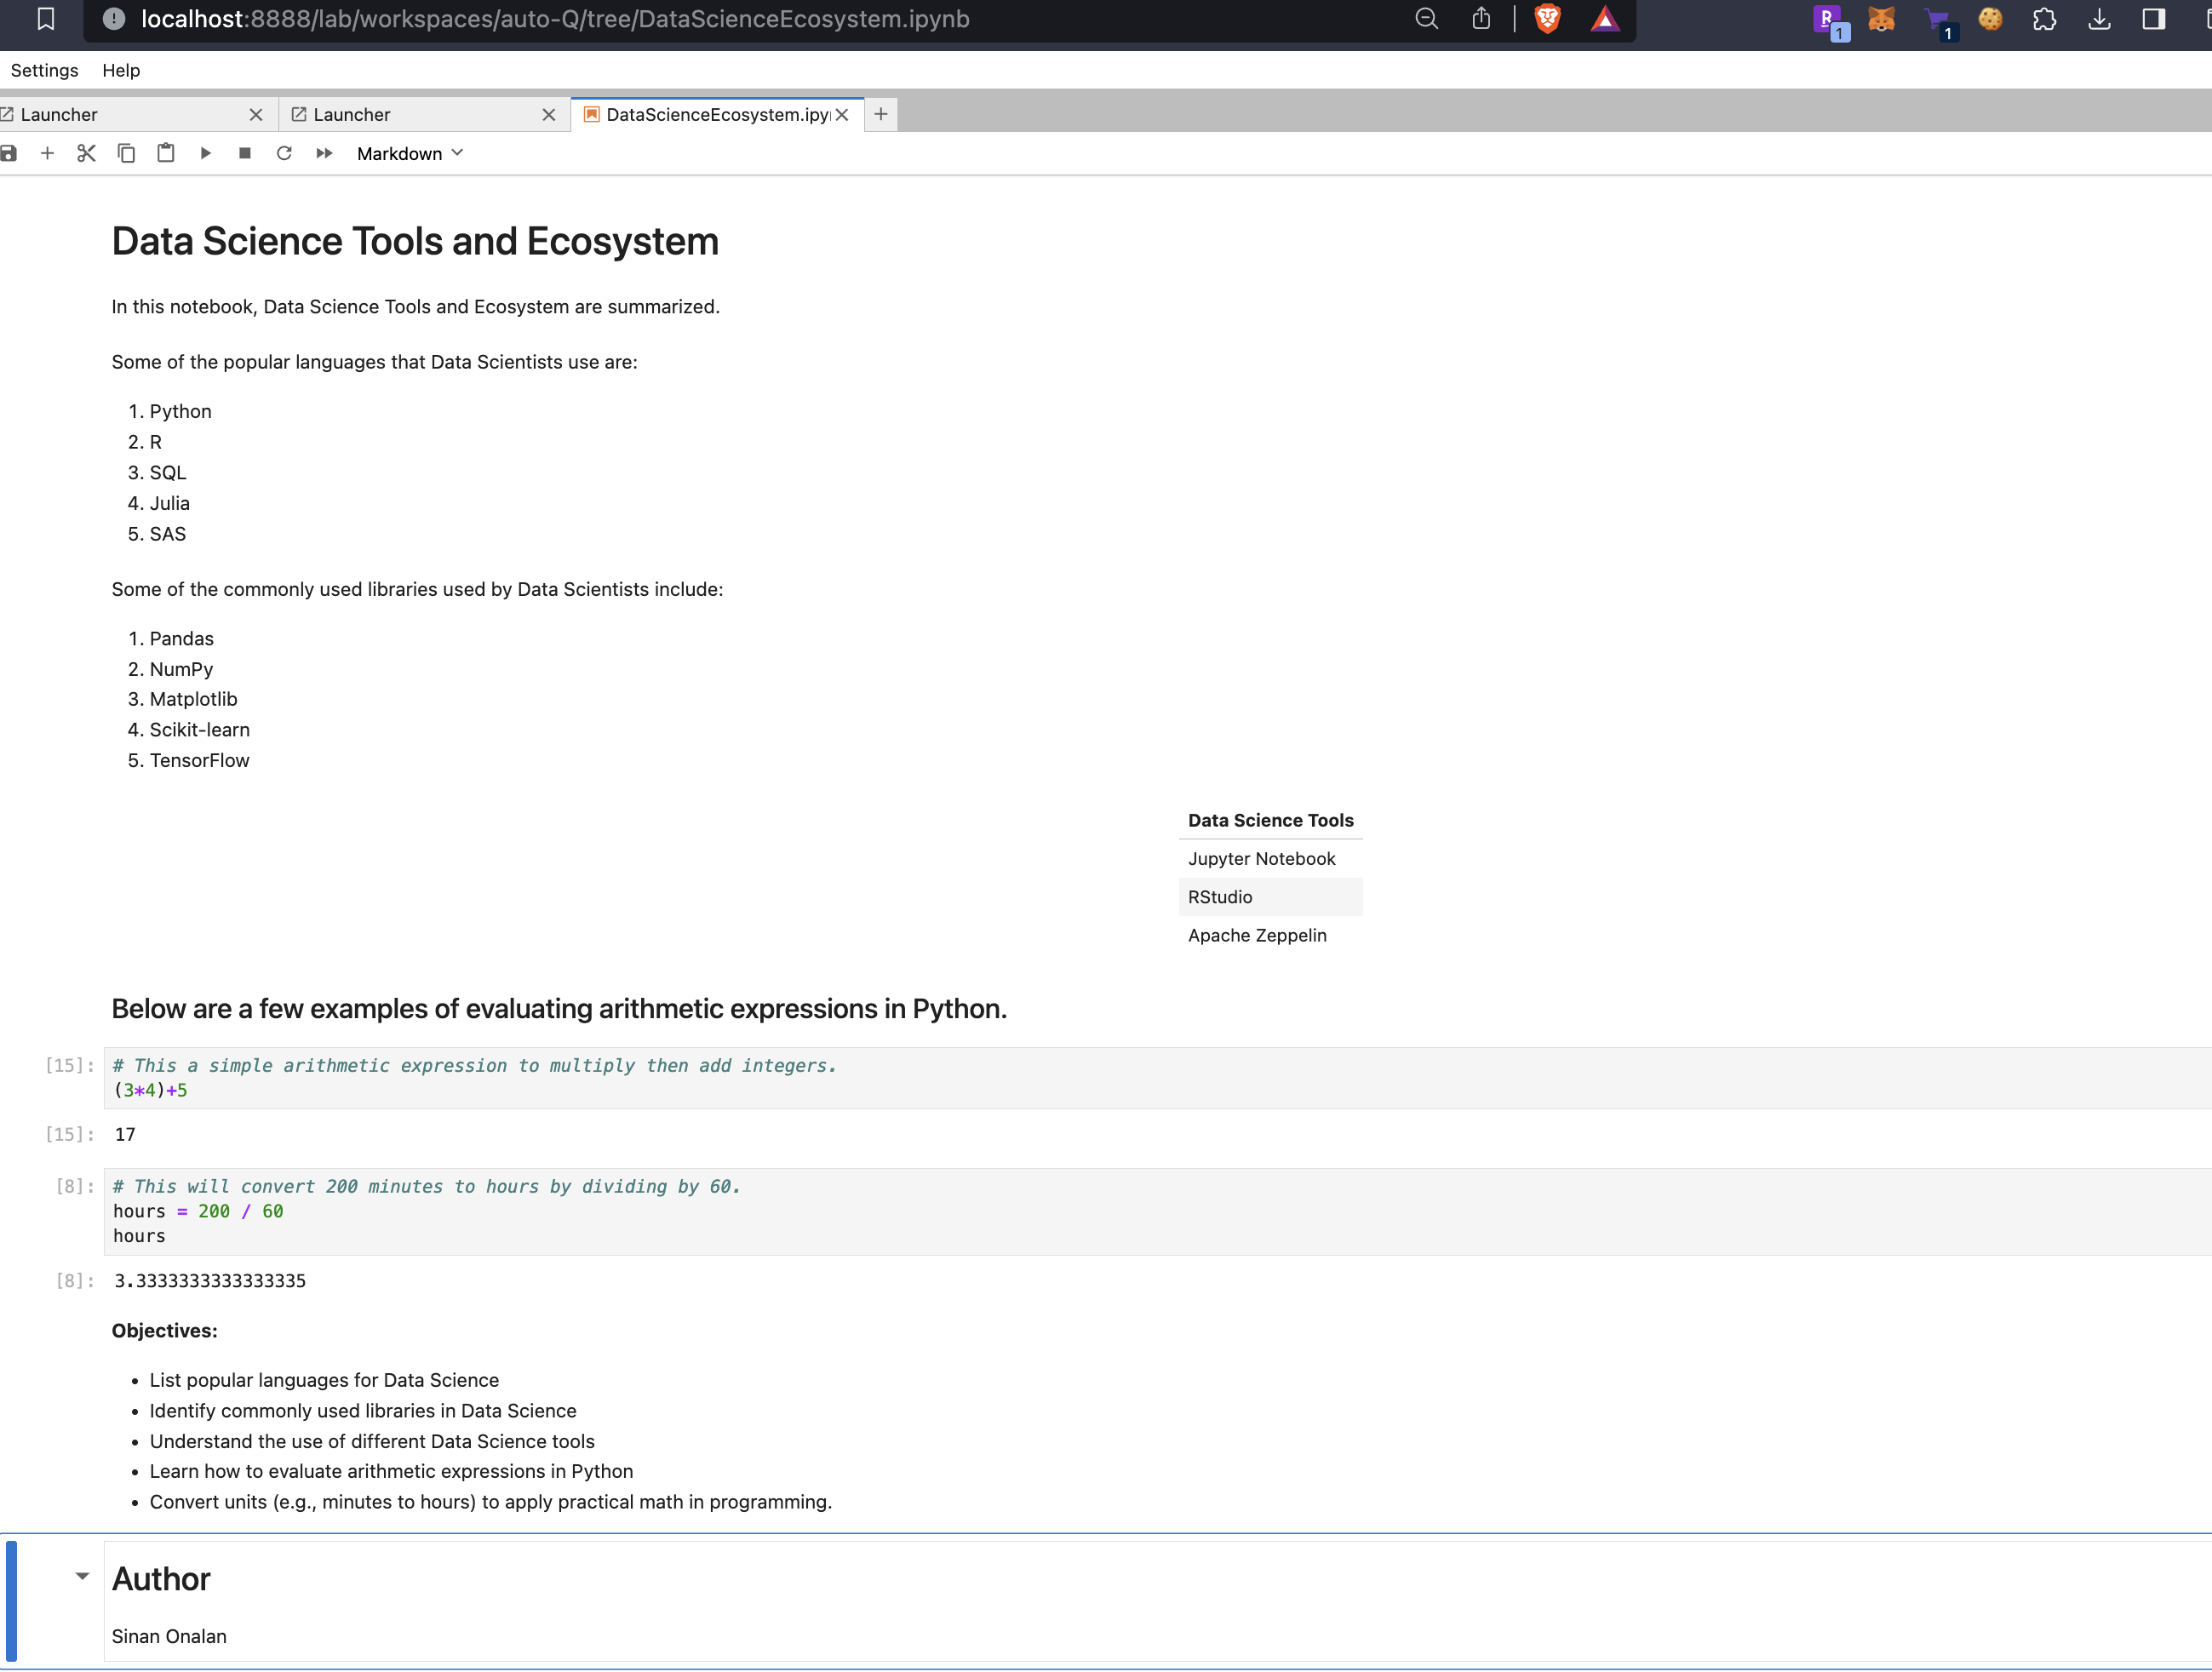 localhost:8888/lab/workspaces/auto-Q/tree/DataScienceEcosystem.ipynb
1
1
Settings Help
Launcher
Launcher
DataScienceEcosystem.ipy
Markdown
Data Science Tools and Ecosystem
In this notebook, Data Science Tools and Ecosystem are summarized.
Some of the popular languages that Data Scientists use are:
1. Python
2. R
3. SQL
4. Julia
5. SAS
Some of the commonly used libraries used by Data Scientists include:
1. Pandas
2. NumPy
3. Matplotlib
4. Scikit-learn
5. TensorFlow
Data Science Tools
Jupyter Notebook
RStudio
Apache Zeppelin
Below are a few examples of evaluating arithmetic expressions in Python.
[15]: # This a simple arithmetic expression to multiply then add integers.
(3*4)+5
[15]: 17
[8]: # This will convert 200 minutes to hours by dividing by 60.
hours = 200 / 60
hours
[8]: 3.3333333333333335
Objectives:
• List popular languages for Data Science
• Identify commonly used libraries in Data Science
• Understand the use of different Data Science tools
• Learn how to evaluate arithmetic expressions in Python
• Convert units (e.g., minutes to hours) to apply practical math in programming.
Author
Sinan Onalan